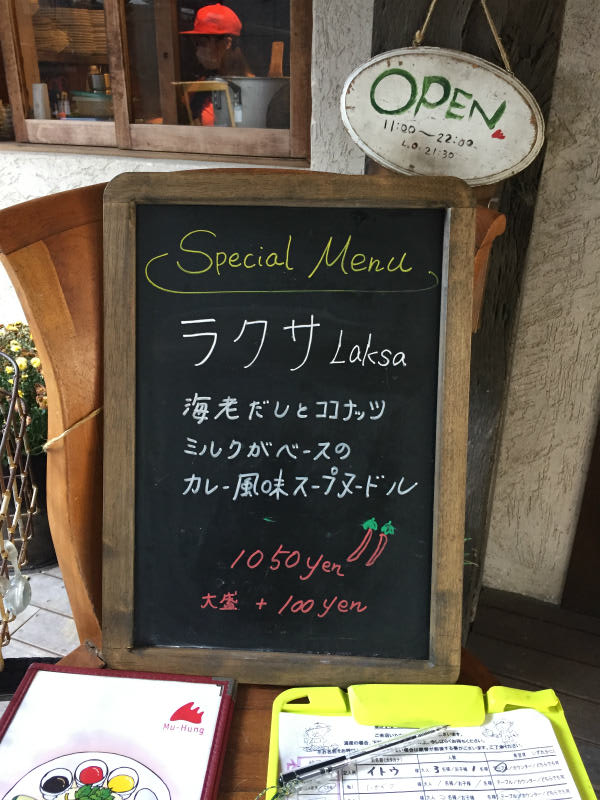 OPEN
11:00～22:00
L.O 21:30
Special Menu
ラクサ Laksa
海老だしとココナッツ
ミルクがベースの
カレー風味スープヌードル
1050yen
大盛 + 100yen
Mu-Hung
イトウ